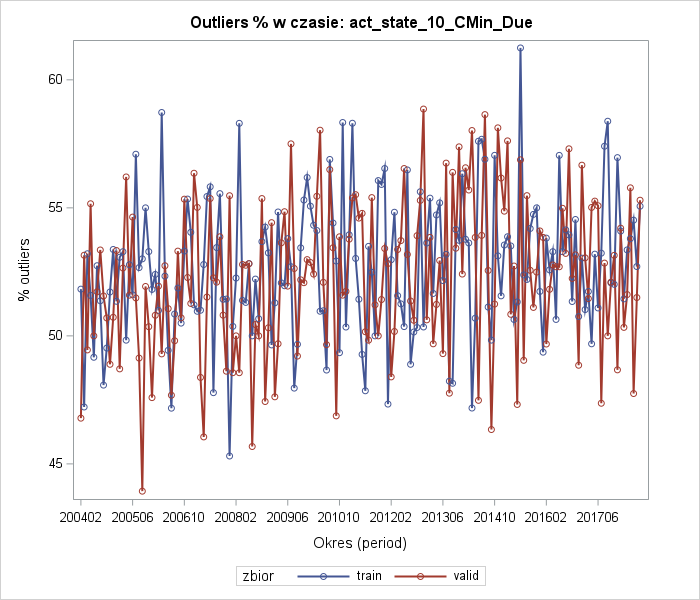 Outliers % w czasie: act_state_10_CMin_Due
% outliers
60
55
50
45
200402 200506 200610 200802 200906 201010 201202 201306 201410 201602 201706
Okres (period)
zbior train valid